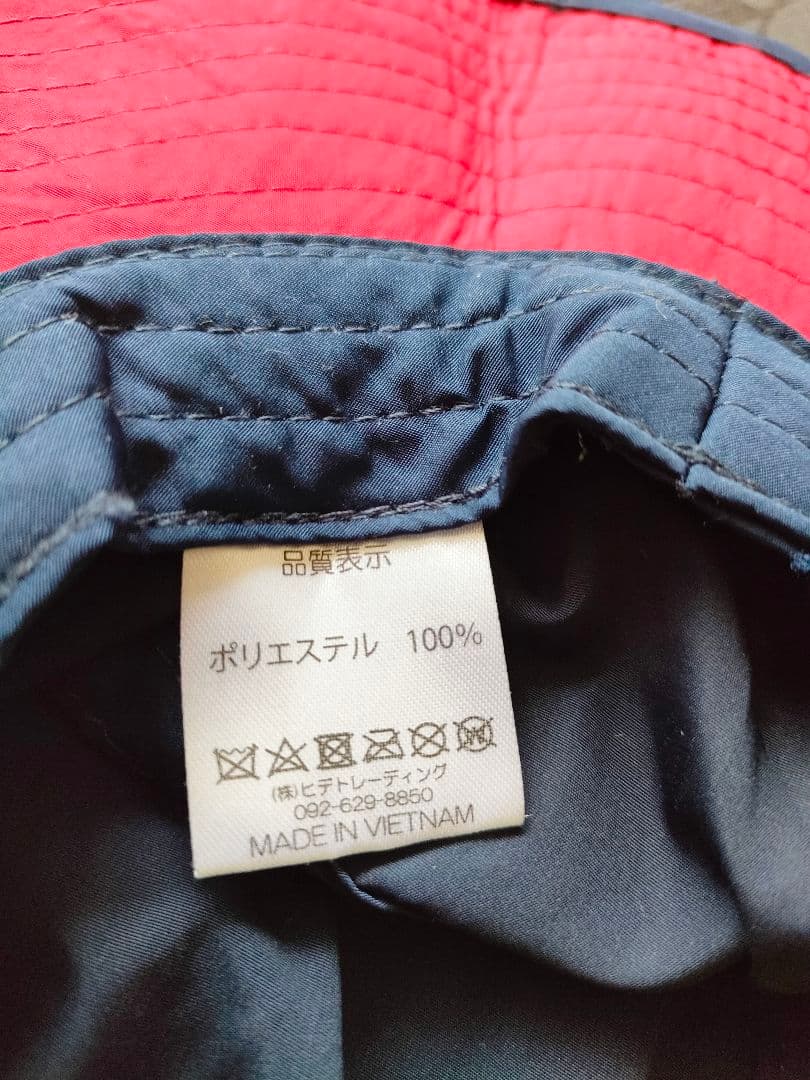 品質表示
ポリエステル 100%
(株)ヒデトレーディング
092-629-8850
MADE IN VIETNAM